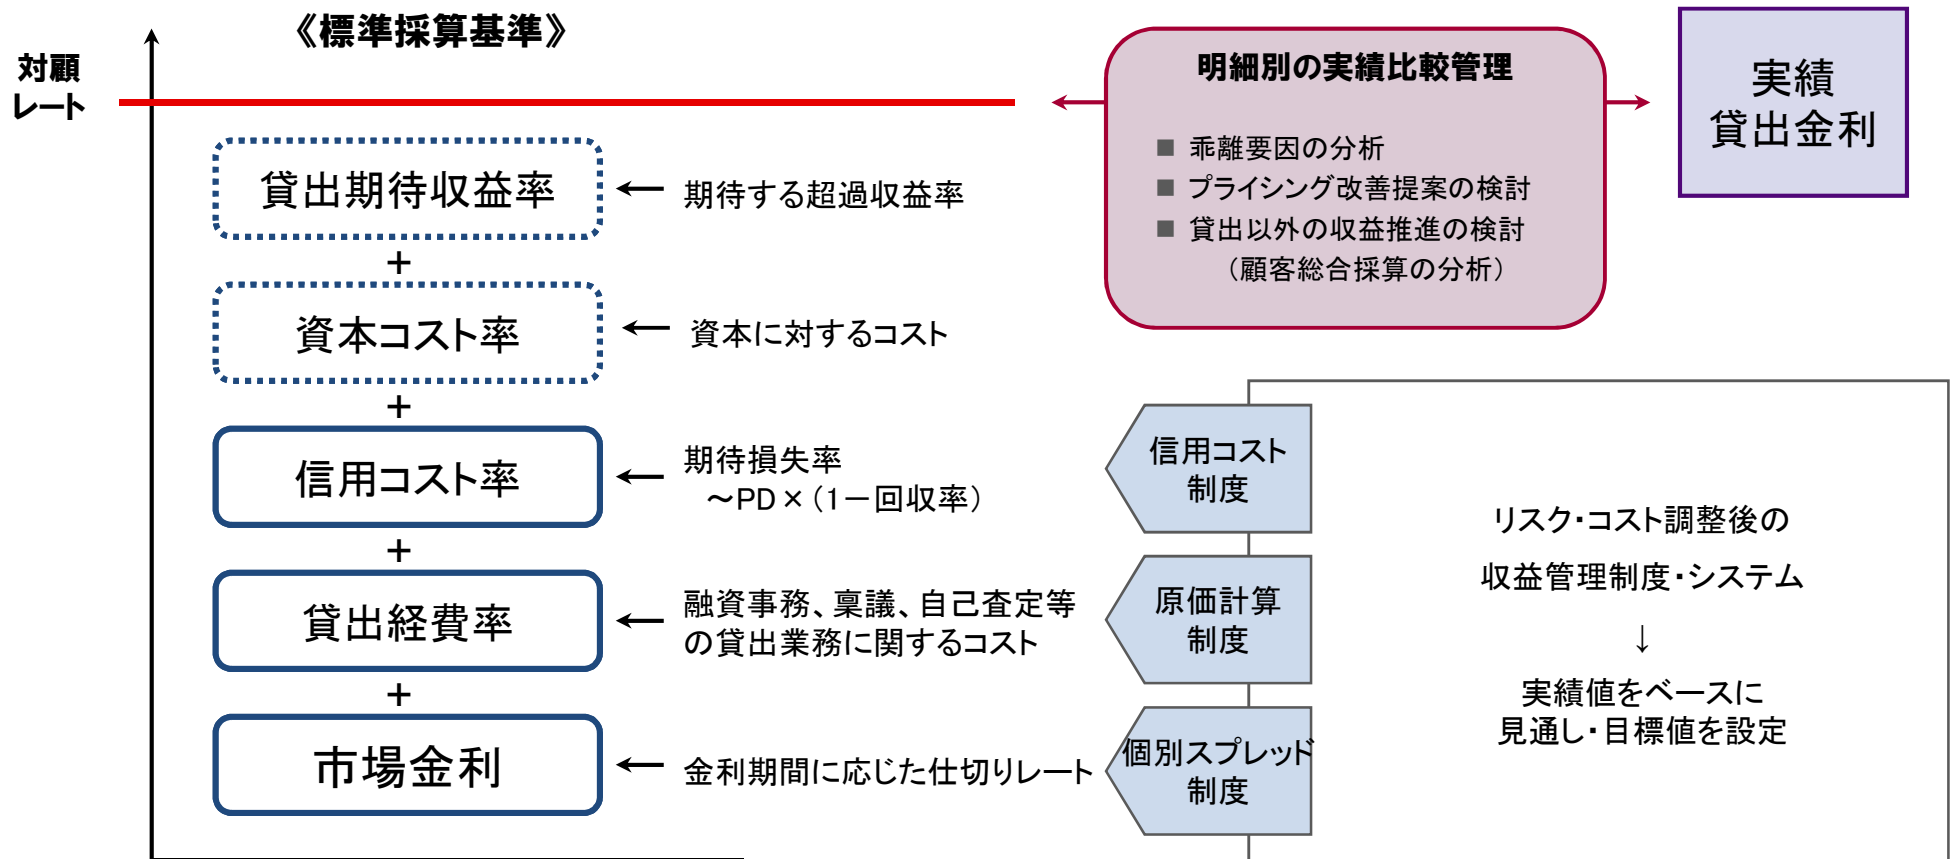 《標準採算基準》
対顧
レート
貸出期待収益率
期待する超過収益率
+
資本コスト率
資本に対するコスト
+
信用コスト率
期待損失率
～PD×(1－回収率)
+
貸出経費率
融資事務、稟議、自己査定等
の貸出業務に関するコスト
+
市場金利
金利期間に応じた仕切りレート
明細別の実績比較管理
■ 乖離要因の分析
■ プライシング改善提案の検討
■ 貸出以外の収益推進の検討
（顧客総合採算の分析）
実績
貸出金利
信用コスト
制度
原価計算
制度
個別スプレッド
制度
リスク・コスト調整後の
収益管理制度・システム
↓
実績値をベースに
見通し・目標値を設定